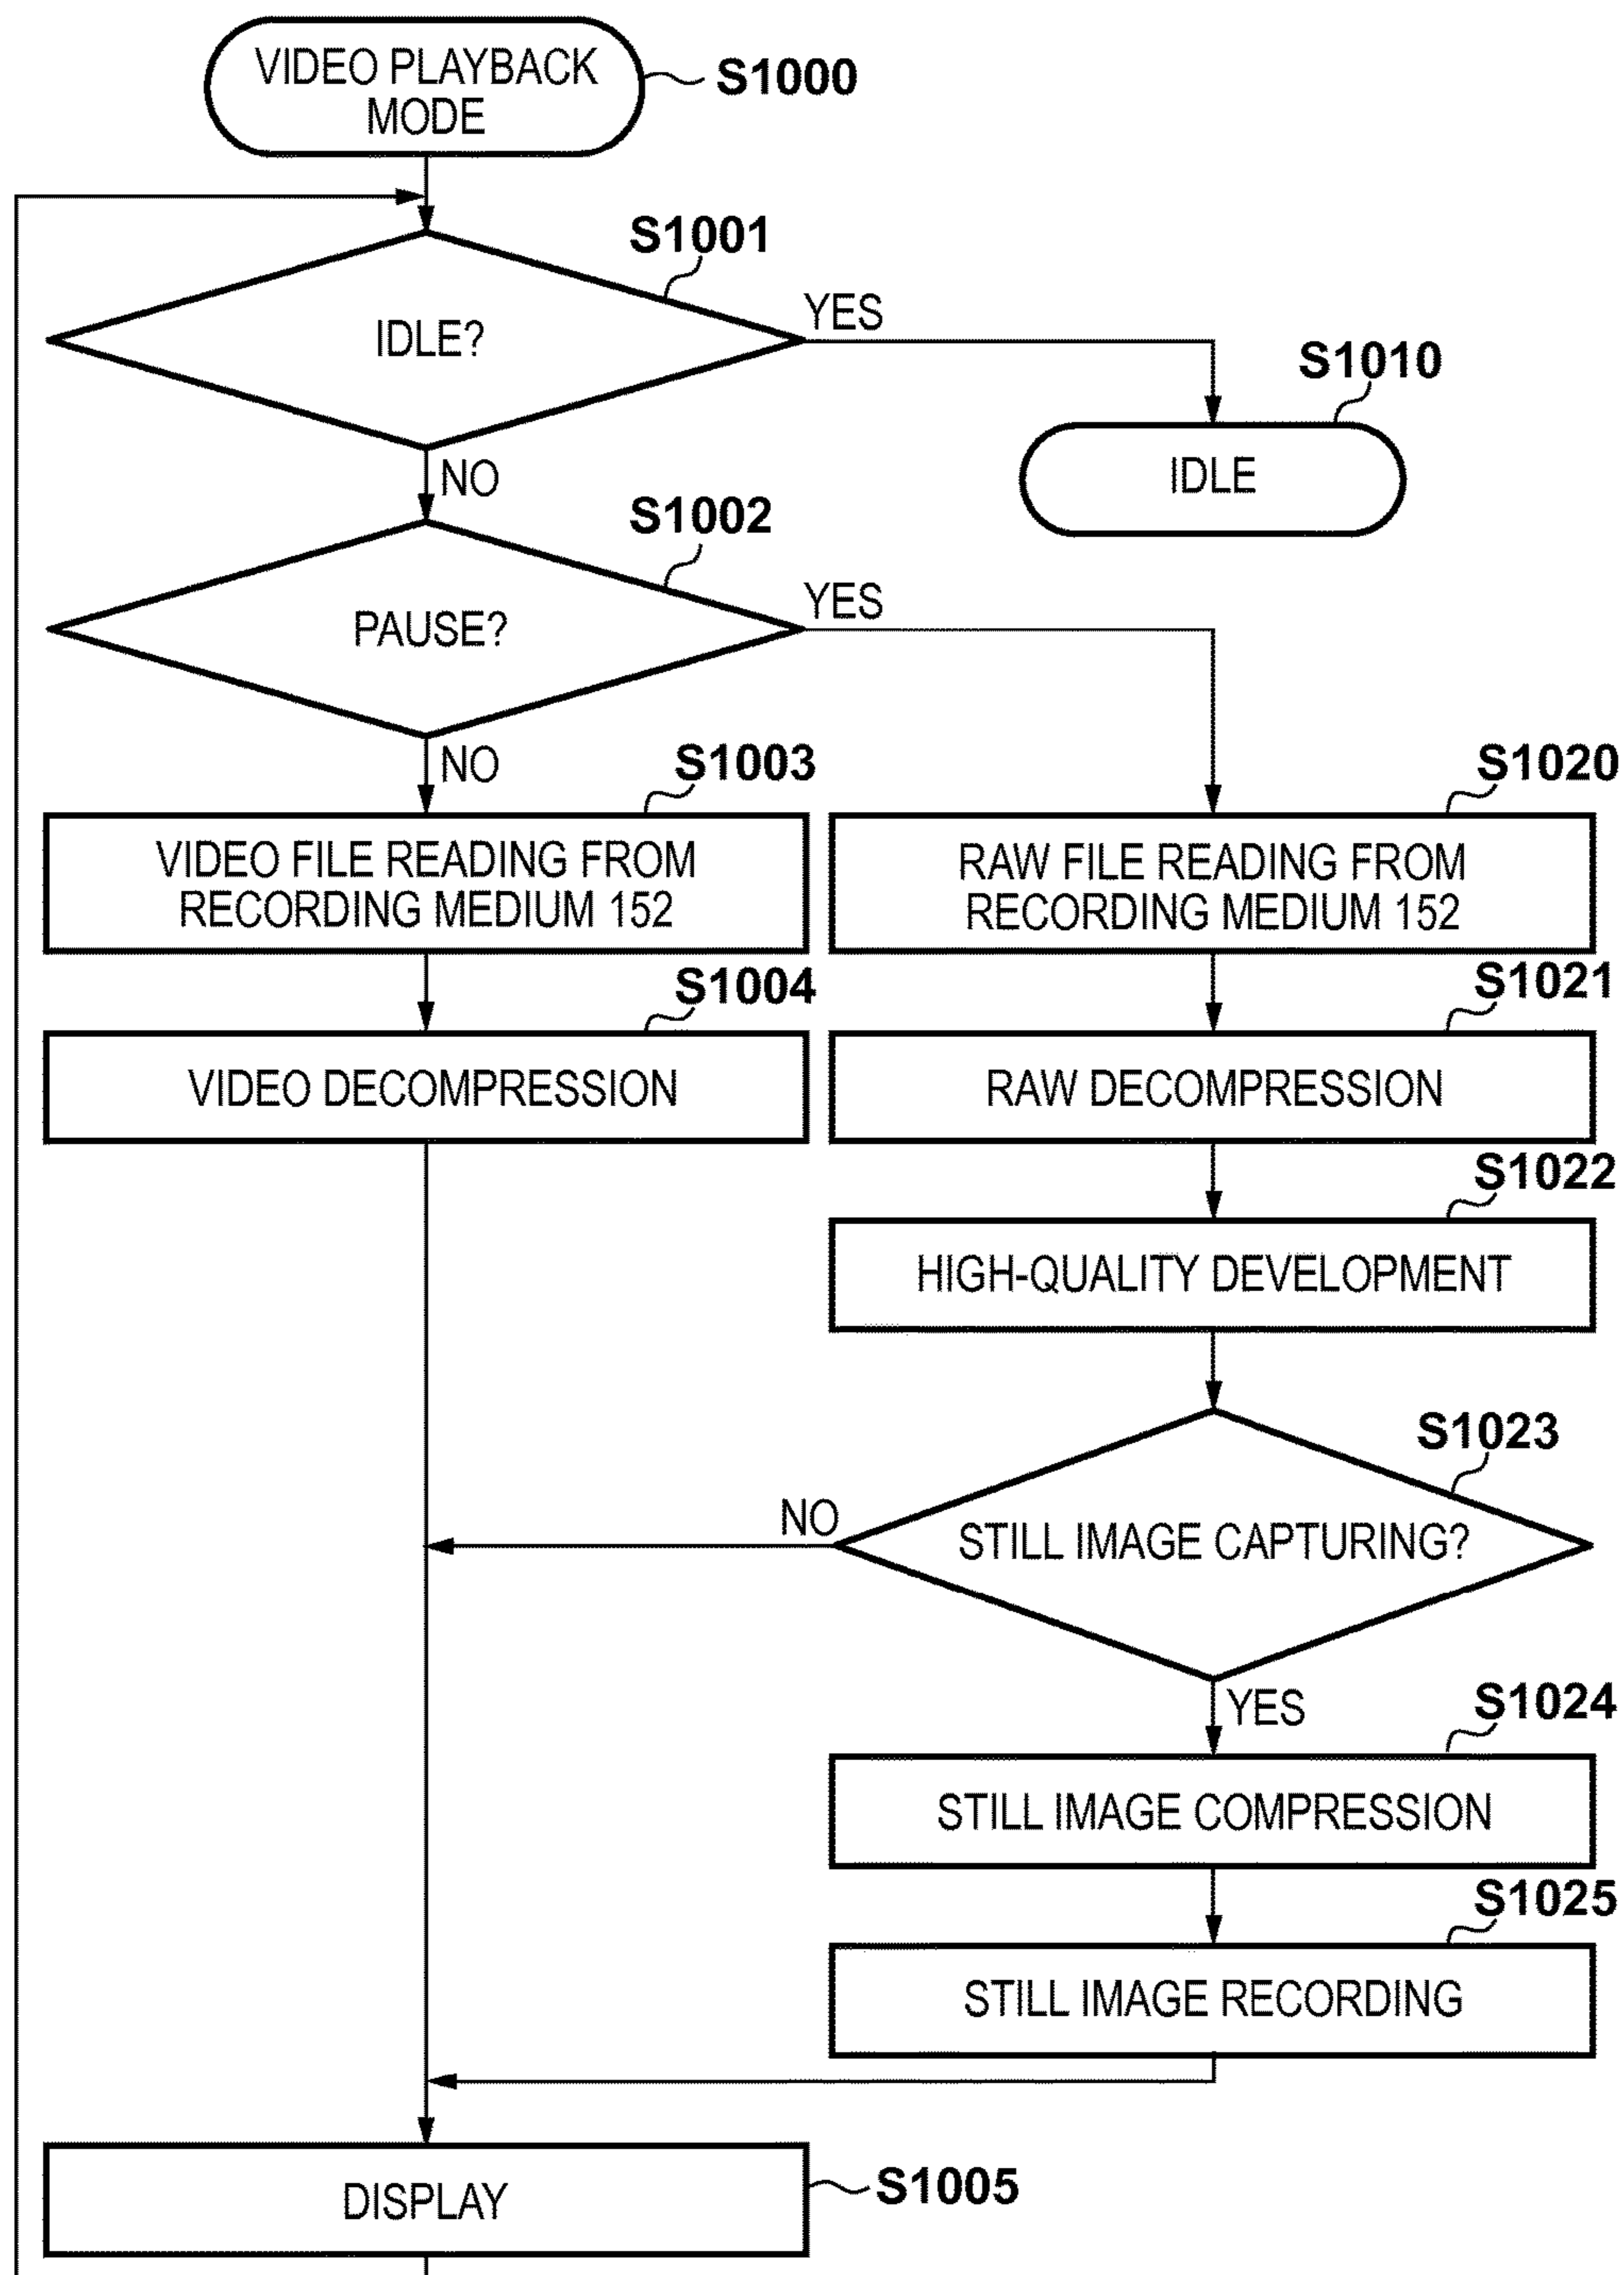 VIDEO PLAYBACK
MODE
S1000
S1001
IDLE?
YES
S1010
IDLE
NO
S1002
PAUSE?
YES
NO
S1003
VIDEO FILE READING FROM
RECORDING MEDIUM 152
S1020
RAW FILE READING FROM
RECORDING MEDIUM 152
S1004
VIDEO DECOMPRESSION
S1021
RAW DECOMPRESSION
S1022
HIGH-QUALITY DEVELOPMENT
S1023
STILL IMAGE CAPTURING?
NO
YES
S1024
STILL IMAGE COMPRESSION
S1025
STILL IMAGE RECORDING
DISPLAY
S1005